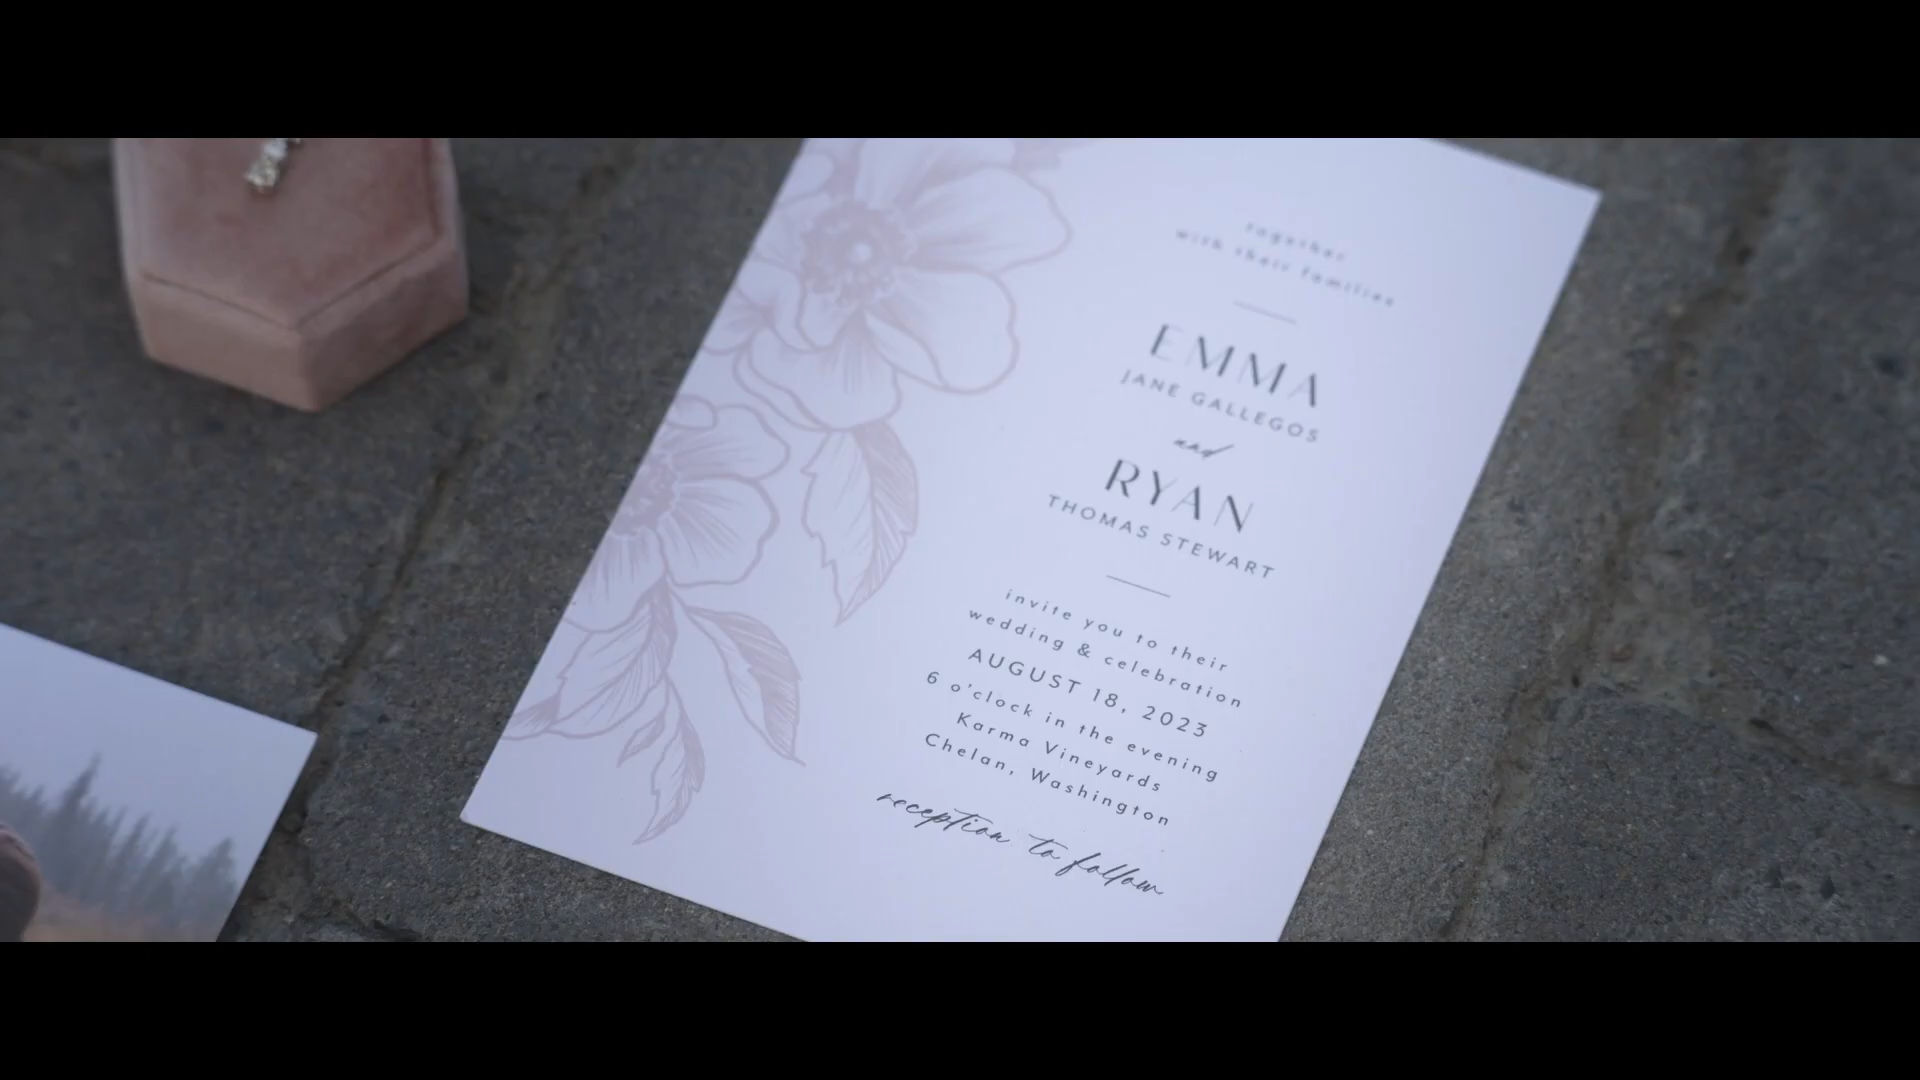 together
with their families
EMMA
JANE GALLEGOS
and
RYAN
THOMAS STEWART
invite you to their
wedding & celebration
AUGUST 18, 2023
6 o'clock in the evening
Karma Vineyards
Chelan, Washington
reception to follow